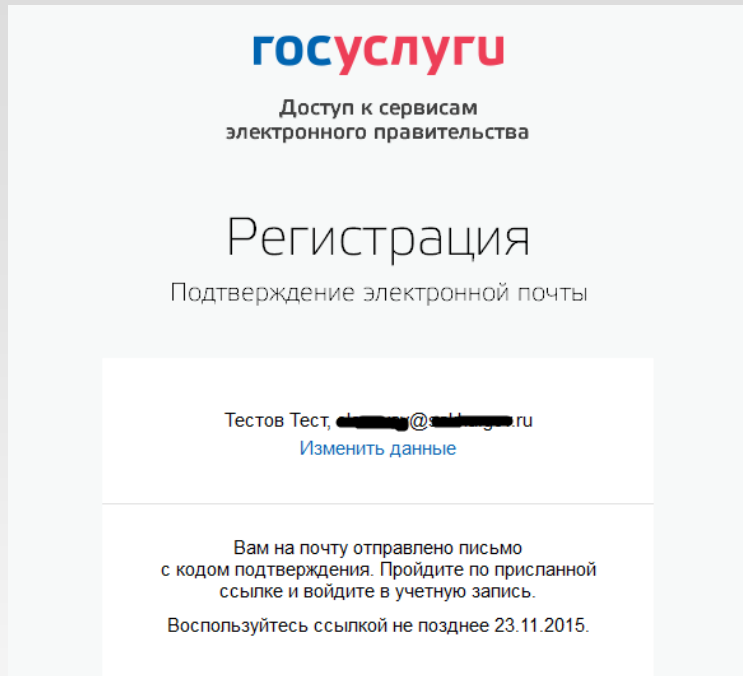 госуслуги
Доступ к сервисам
электронного правительства
Регистрация
Подтверждение электронной почты
Тестов Тест, @ .ru
Изменить данные
Вам на почту отправлено письмо
с кодом подтверждения. Пройдите по присланной
ссылке и войдите в учетную запись.
Воспользуйтесь ссылкой не позднее 23.11.2015.